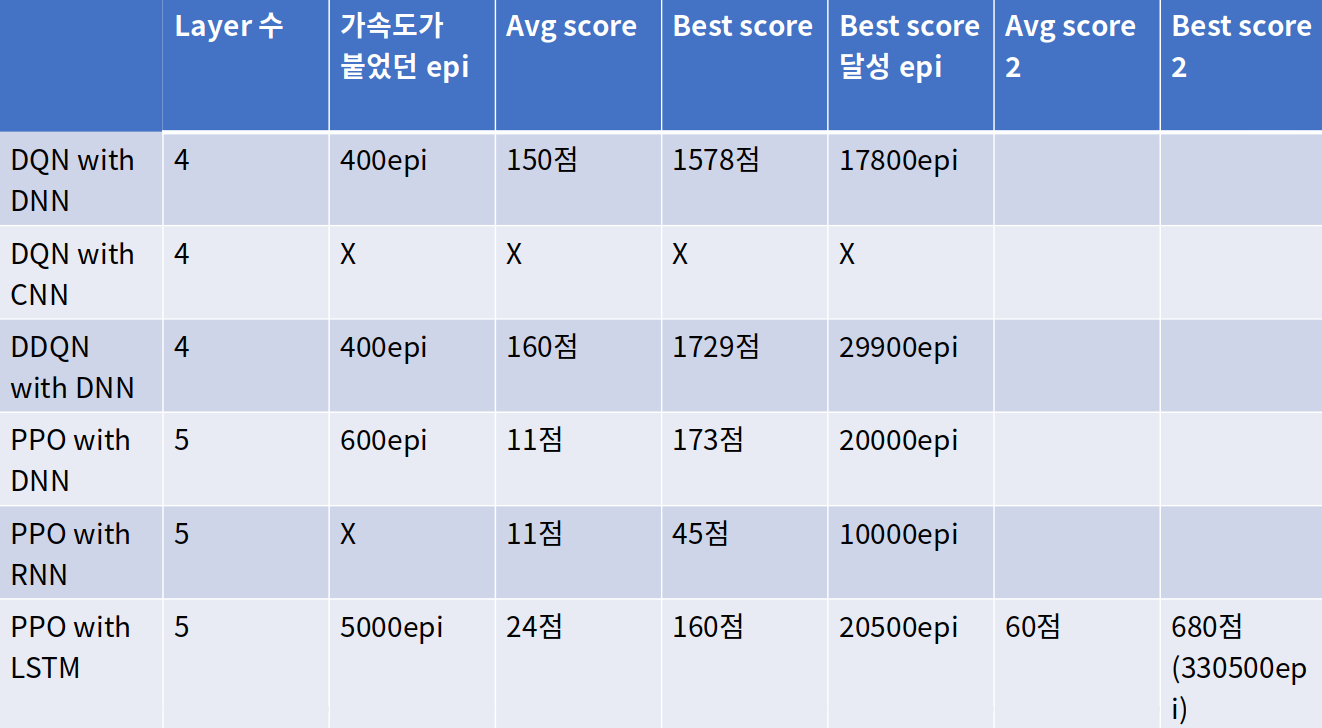 Layer 수
가속도가
붙었던 epi
Avg score
Best score
Best score
달성 epi
Avg score
2
Best score
2
DQN with
DNN
4
400epi
150점
1578점
17800epi
DQN with
CNN
4
X
X
X
X
DDQN
with DNN
4
400epi
160점
1729점
29900epi
PPO with
DNN
5
600epi
11점
173점
20000epi
PPO with
RNN
5
X
11점
45점
10000epi
PPO with
LSTM
5
5000epi
24점
160점
20500epi
60점
680점
(330500ep
i)